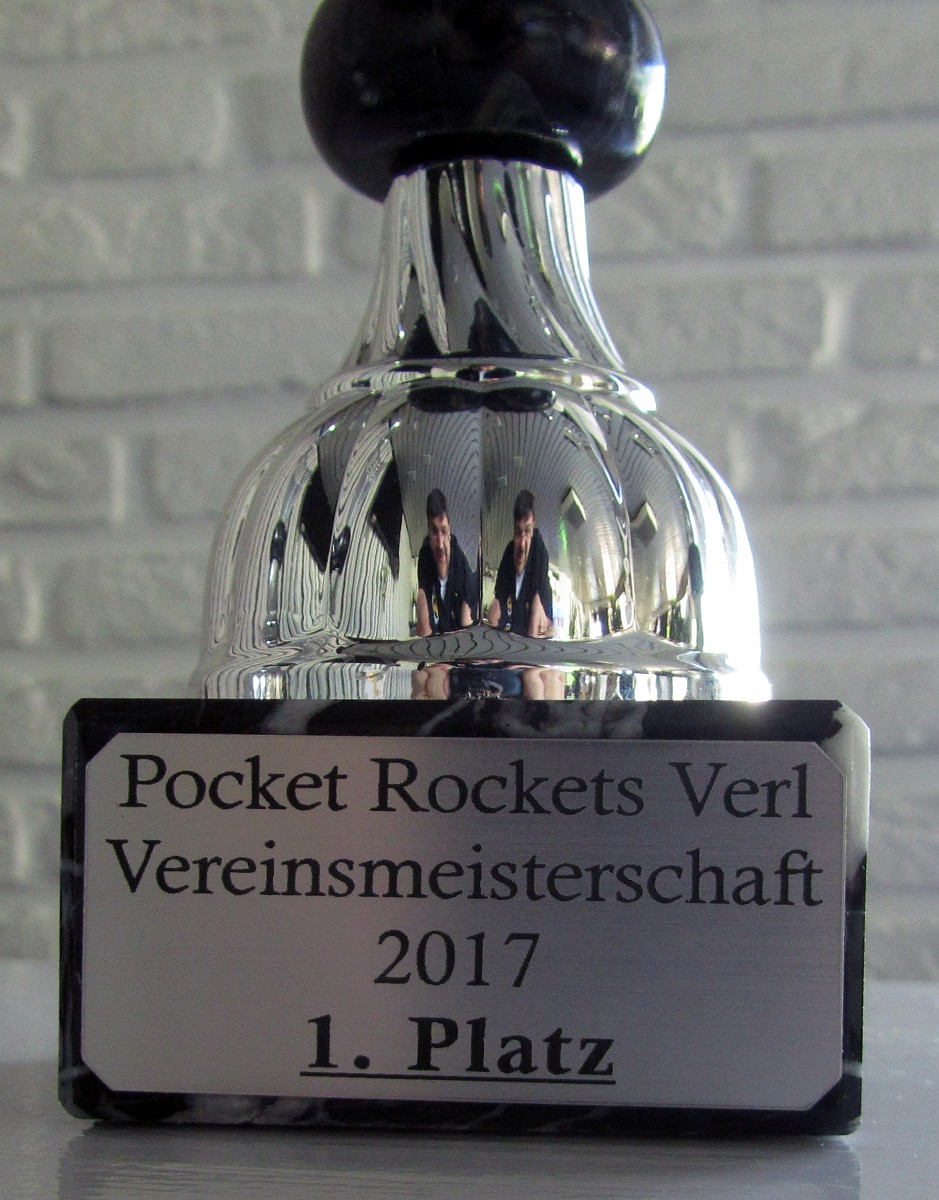 Pocket Rockets Verl
Vereinsmeisterschaft
2017
1. Platz